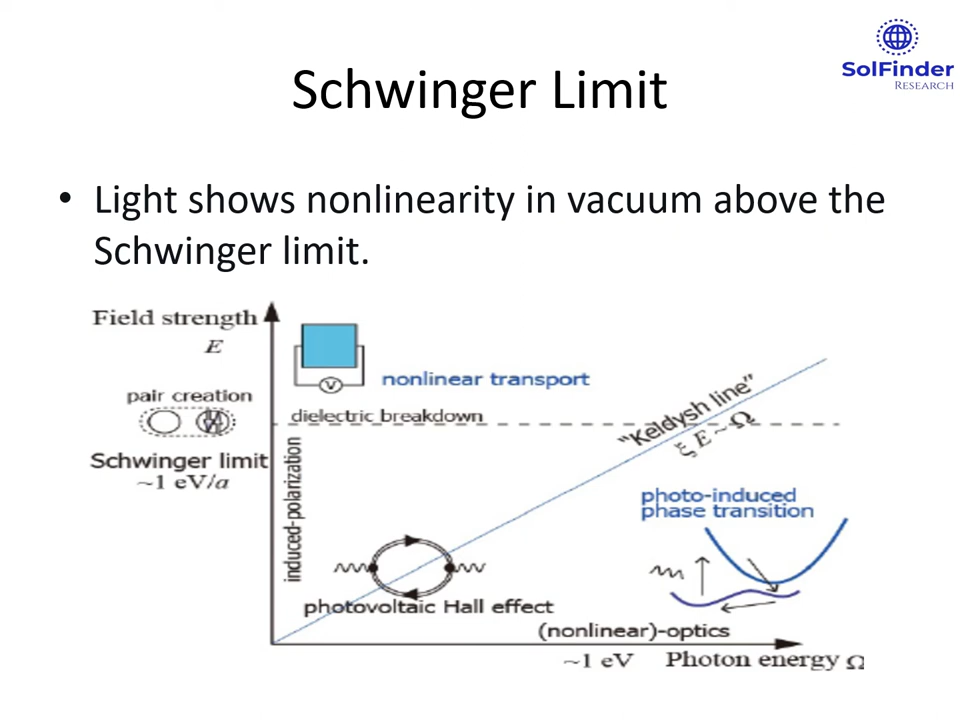 SolFinder
RESEARCH
Schwinger Limit
• Light shows nonlinearity in vacuum above the
Schwinger limit.
Field strength
E
V
nonlinear transport
pair creation
dielectric breakdown
"Keldysh line"
ξ E ~ Ω
Schwinger limit
~1 eV/a
induced-polarization
photo-induced
phase transition
photovoltaic Hall effect
(nonlinear)-optics
~1 eV
Photon energy Ω